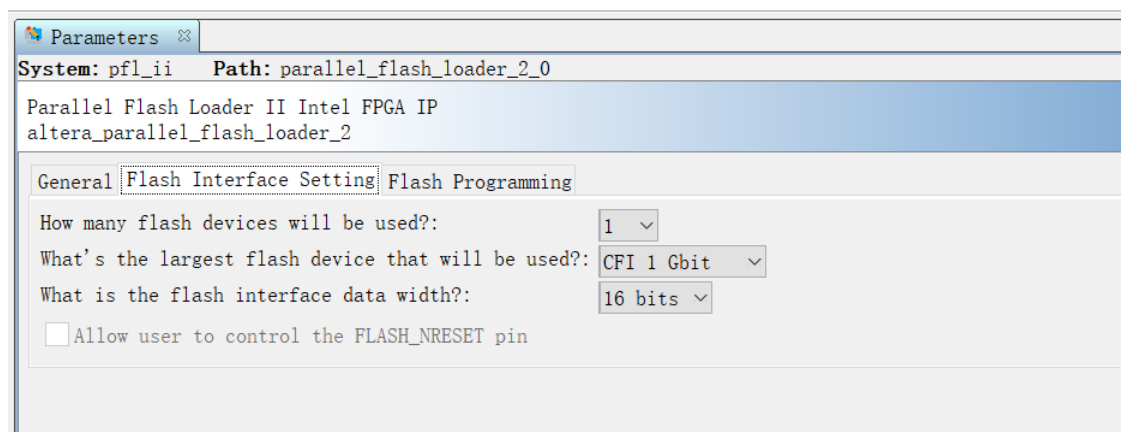 Parameters
System: pfl_ii Path: parallel_flash_loader_2_0
Parallel Flash Loader II Intel FPGA IP
altera_parallel_flash_loader_2
General Flash Interface Setting Flash Programming
How many flash devices will be used?: 1
What's the largest flash device that will be used?: CFI 1 Gbit
What is the flash interface data width?: 16 bits
Allow user to control the FLASH_NRESET pin